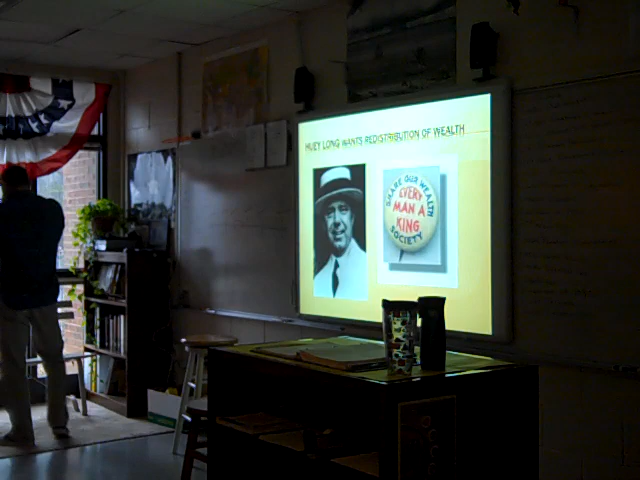 HUEY LONG WANTS REDISTRIBUTION OF WEALTH
SHARE OUR WEALTH
EVERY
MAN A
KING
SOCIETY